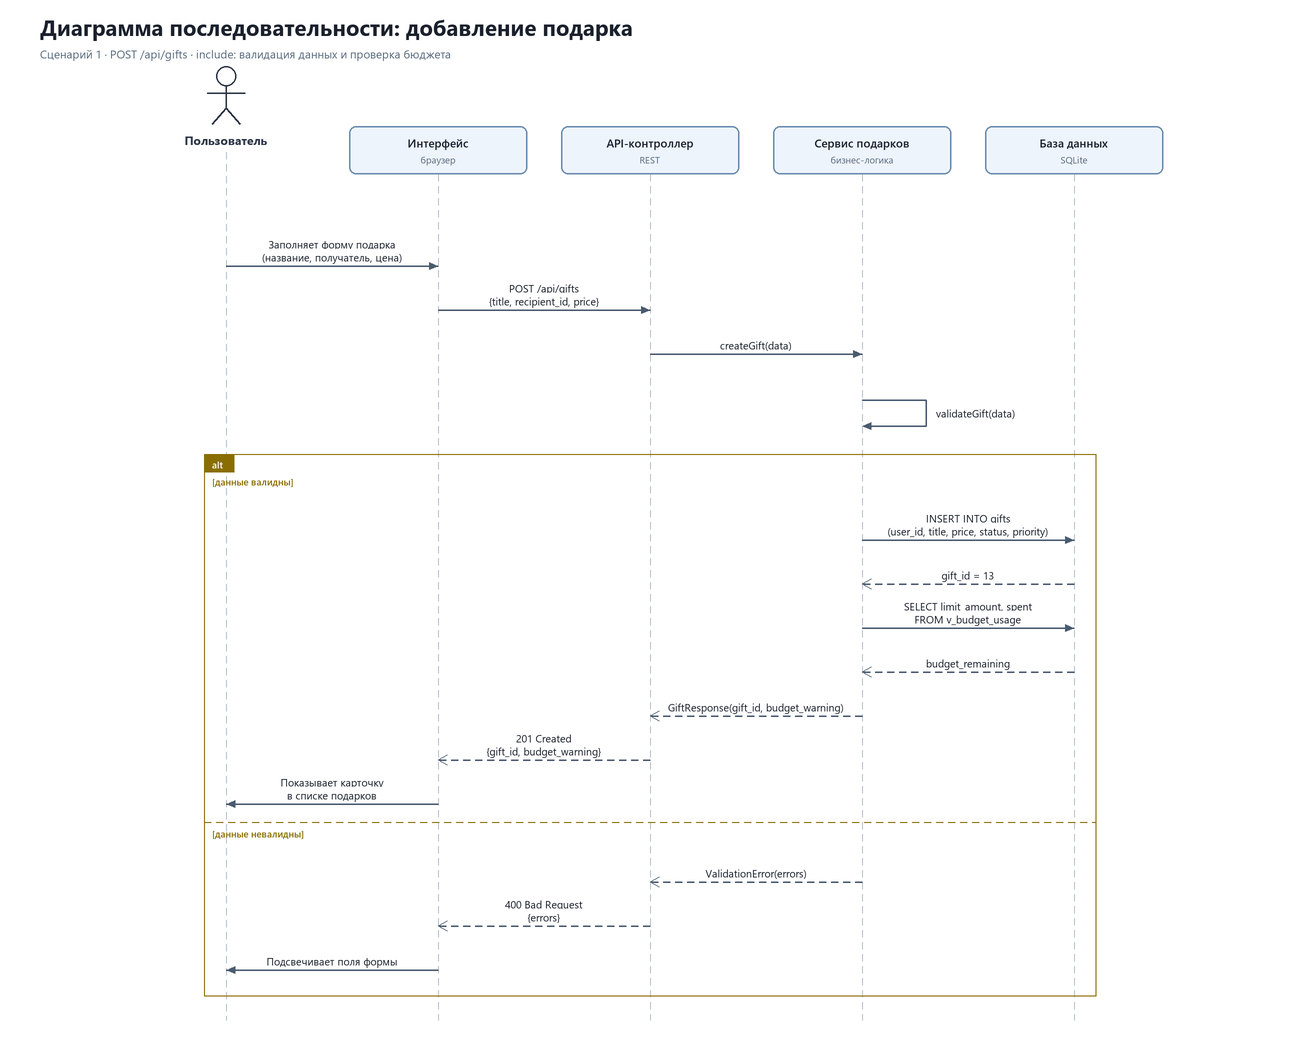 Диаграмма последовательности: добавление подарка
Сценарий 1 · POST /api/gifts · include: валидация данных и проверка бюджета
Пользователь
Интерфейс
браузер
API-контроллер
REST
Сервис подарков
бизнес-логика
База данных
SQLite
Заполняет форму подарка
(название, получатель, цена)
POST /api/gifts
{title, recipient_id, price}
createGift(data)
validateGift(data)
alt
[данные валидны]
INSERT INTO gifts
(user_id, title, price, status, priority)
gift_id = 13
SELECT limit_amount, spent
FROM v_budget_usage
budget_remaining
GiftResponse(gift_id, budget_warning)
201 Created
{gift_id, budget_warning}
Показывает карточку
в списке подарков
[данные невалидны]
ValidationError(errors)
400 Bad Request
{errors}
Подсвечивает поля формы